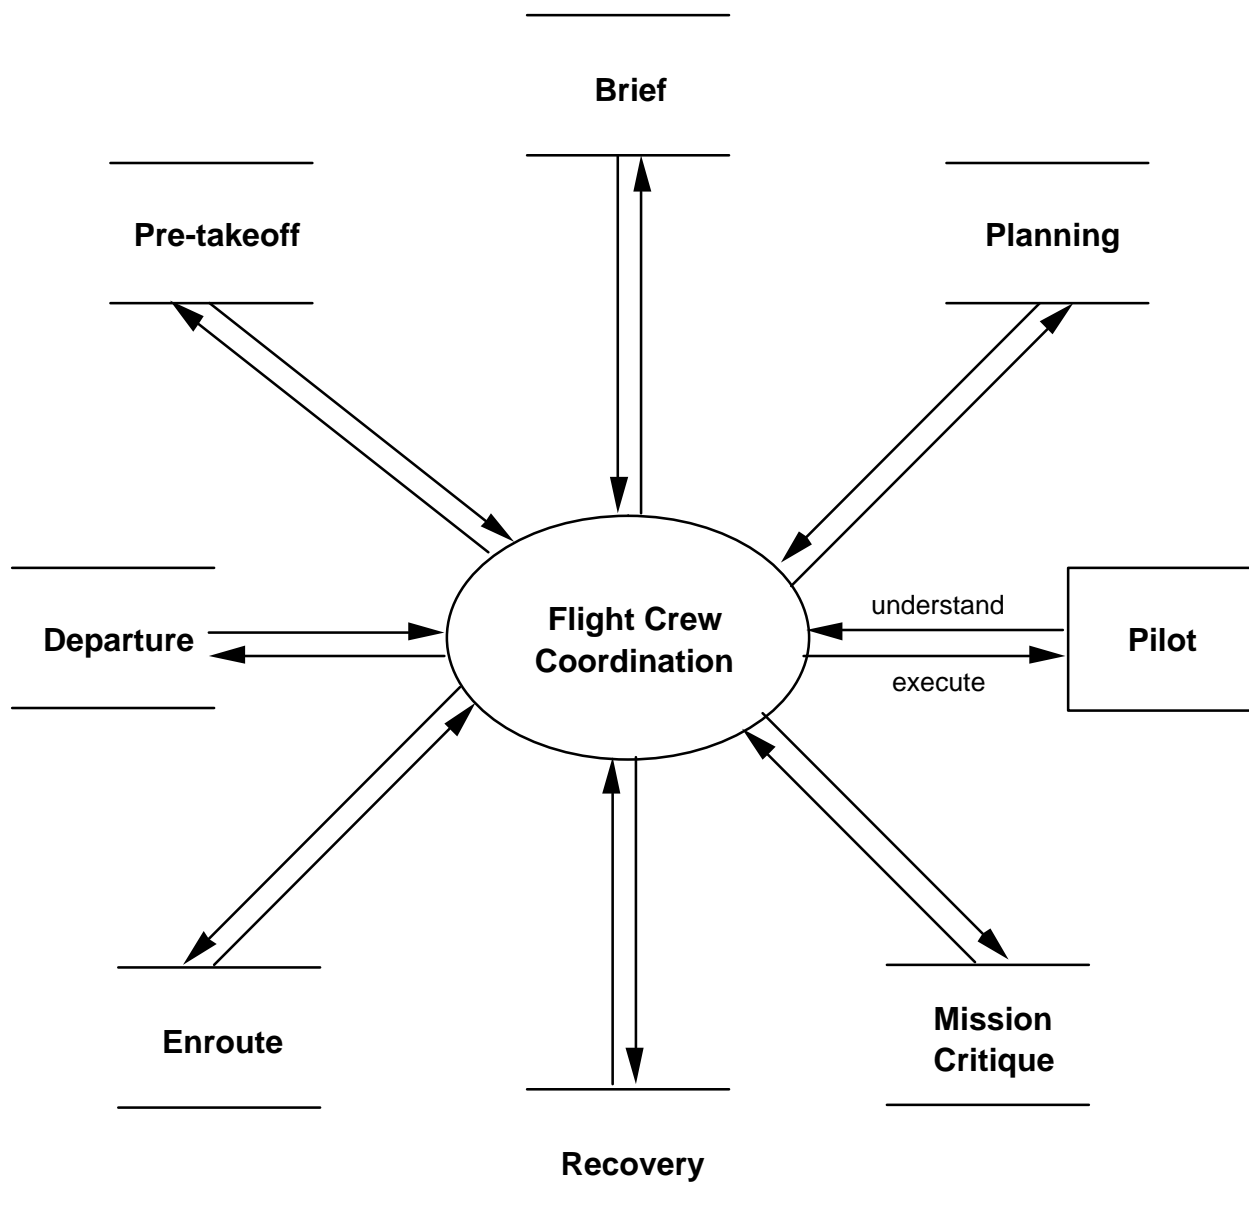 Brief
Pre-takeoff
Planning
understand
Flight Crew
Coordination
Departure
Pilot
execute
Mission
Critique
Enroute
Recovery